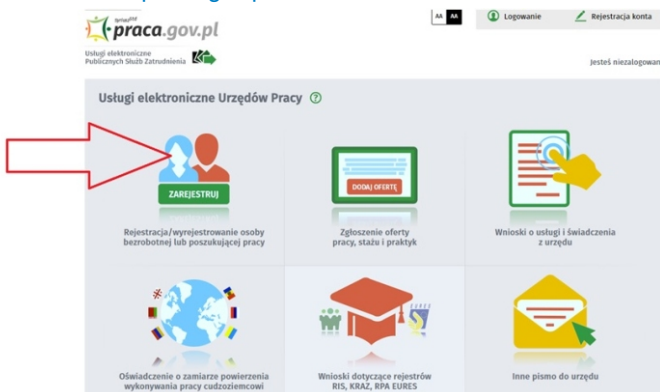 praca.gov.pl
AA AA
Logowanie
Rejestracja konta
Usługi elektroniczne
Publicznych Służb Zatrudnienia
Jesteś niezalogowan
Usługi elektroniczne Urzędów Pracy ?
ZAREJESTRUJ
DODAJ OFERTĘ
Rejestracja/wyrejestrowanie osoby
bezrobotnej lub poszukującej pracy
Zgłoszenie oferty
pracy, stażu i praktyk
Wnioski o usługi i świadczenia
z urzędu
EURES
Oświadczenie o zamiarze powierzenia
wykonywania pracy cudzoziemcowi
Wnioski dotyczące rejestrów
RIS, KRAZ, RPA EURES
Inne pismo do urzędu